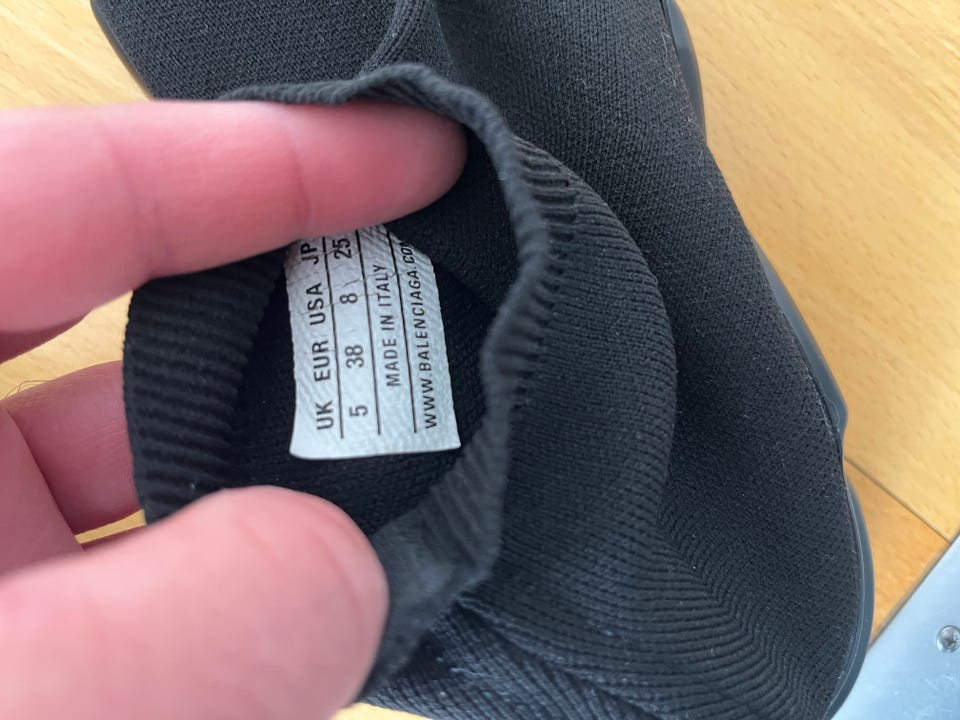 UK EUR USA JP
5 38 8 25
MADE IN ITALY
WWW.BALENCIAGA.CO